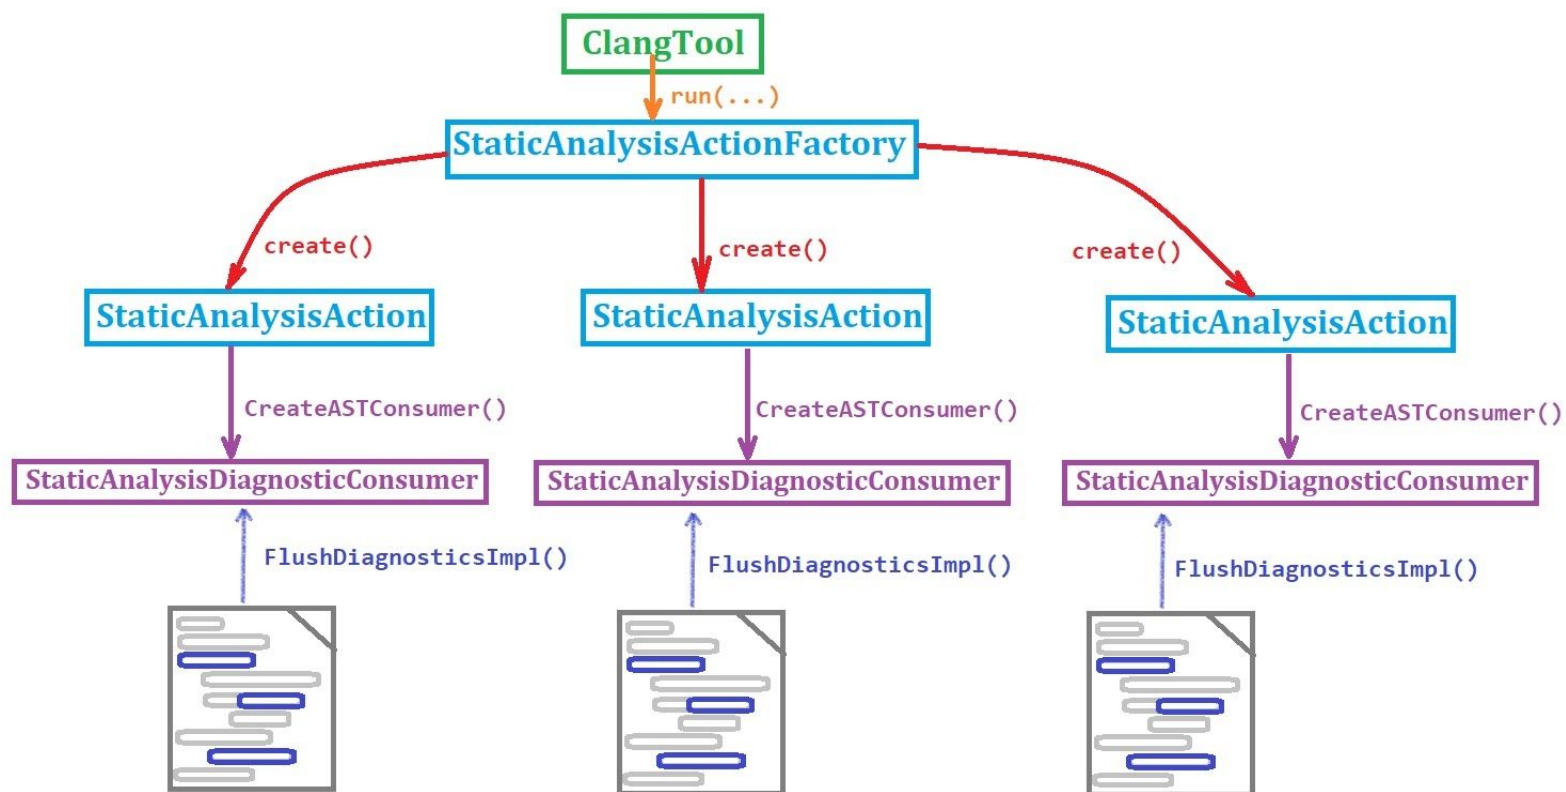 ClangTool
run(...)
StaticAnalysisActionFactory
create()
create()
create()
StaticAnalysisAction
StaticAnalysisAction
StaticAnalysisAction
CreateASTConsumer()
CreateASTConsumer()
CreateASTConsumer()
StaticAnalysisDiagnosticConsumer
StaticAnalysisDiagnosticConsumer
StaticAnalysisDiagnosticConsumer
FlushDiagnosticsImpl()
FlushDiagnosticsImpl()
FlushDiagnosticsImpl()